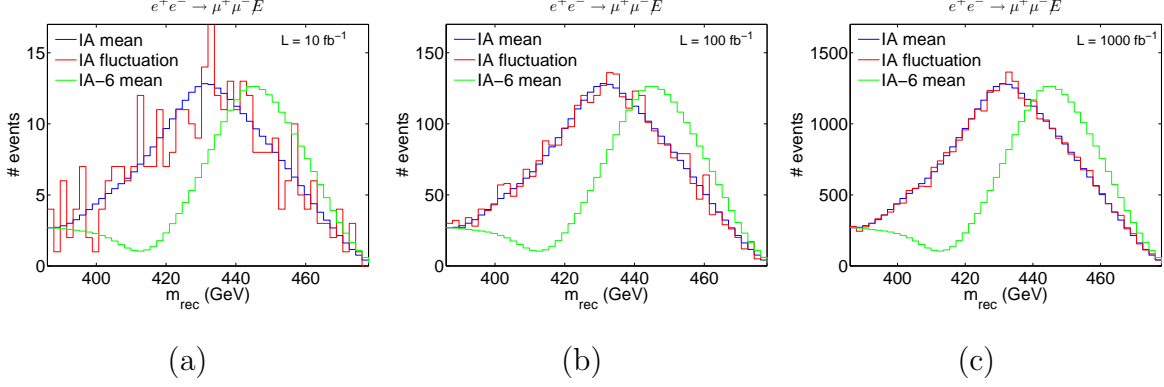 e⁺e⁻ → μ⁺μ⁻E̸
IA mean
IA fluctuation
IA−6 mean
L = 10 fb⁻¹
15
10
5
0
# events
400
420
440
460
m_rec (GeV)
(a)
e⁺e⁻ → μ⁺μ⁻E̸
IA mean
IA fluctuation
IA−6 mean
L = 100 fb⁻¹
150
100
50
0
# events
400
420
440
460
m_rec (GeV)
(b)
e⁺e⁻ → μ⁺μ⁻E̸
IA mean
IA fluctuation
IA−6 mean
L = 1000 fb⁻¹
1500
1000
500
0
# events
400
420
440
460
m_rec (GeV)
(c)